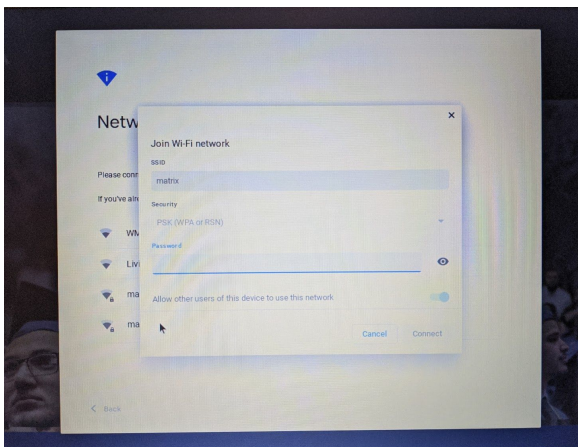 Netw
Join Wi-Fi network
SSID
matrix
Please conn
Security
If you've alre
PSK (WPA or RSN)
WM
Password
Livi
ma
Allow other users of this device to use this network
ma
Cancel Connect
Back